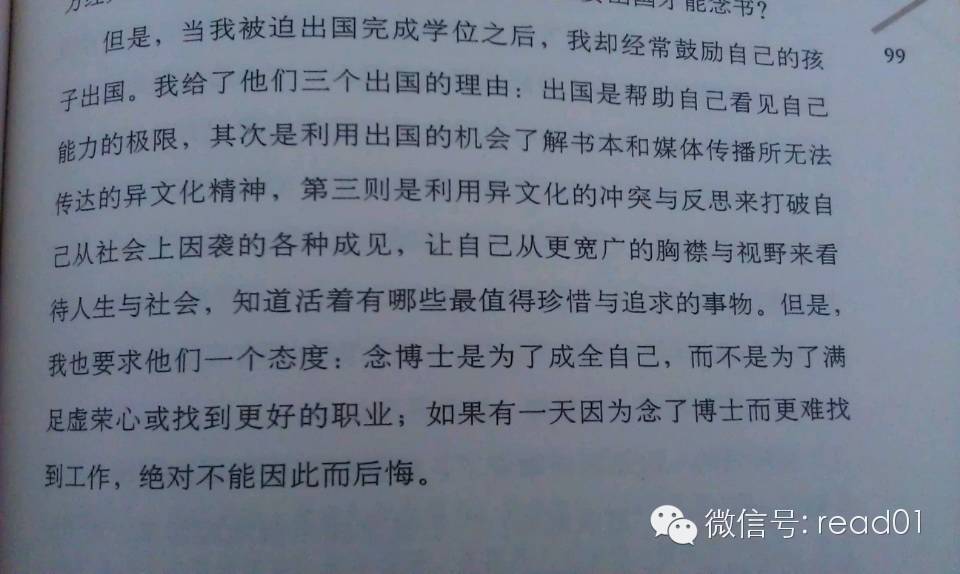 出国才能念书？
但是，当我被迫出国完成学位之后，我却经常鼓励自己的孩
99
子出国。我给了他们三个出国的理由：出国是帮助自己看见自己
能力的极限，其次是利用出国的机会了解书本和媒体传播所无法
传达的异文化精神，第三则是利用异文化的冲突与反思来打破自
己从社会上因袭的各种成见，让自己从更宽广的胸襟与视野来看
待人生与社会，知道活着有哪些最值得珍惜与追求的事物。但是，
我也要求他们一个态度：念博士是为了成全自己，而不是为了满
足虚荣心或找到更好的职业；如果有一天因为念了博士而更难找
到工作，绝对不能因此而后悔。
微信号: read01